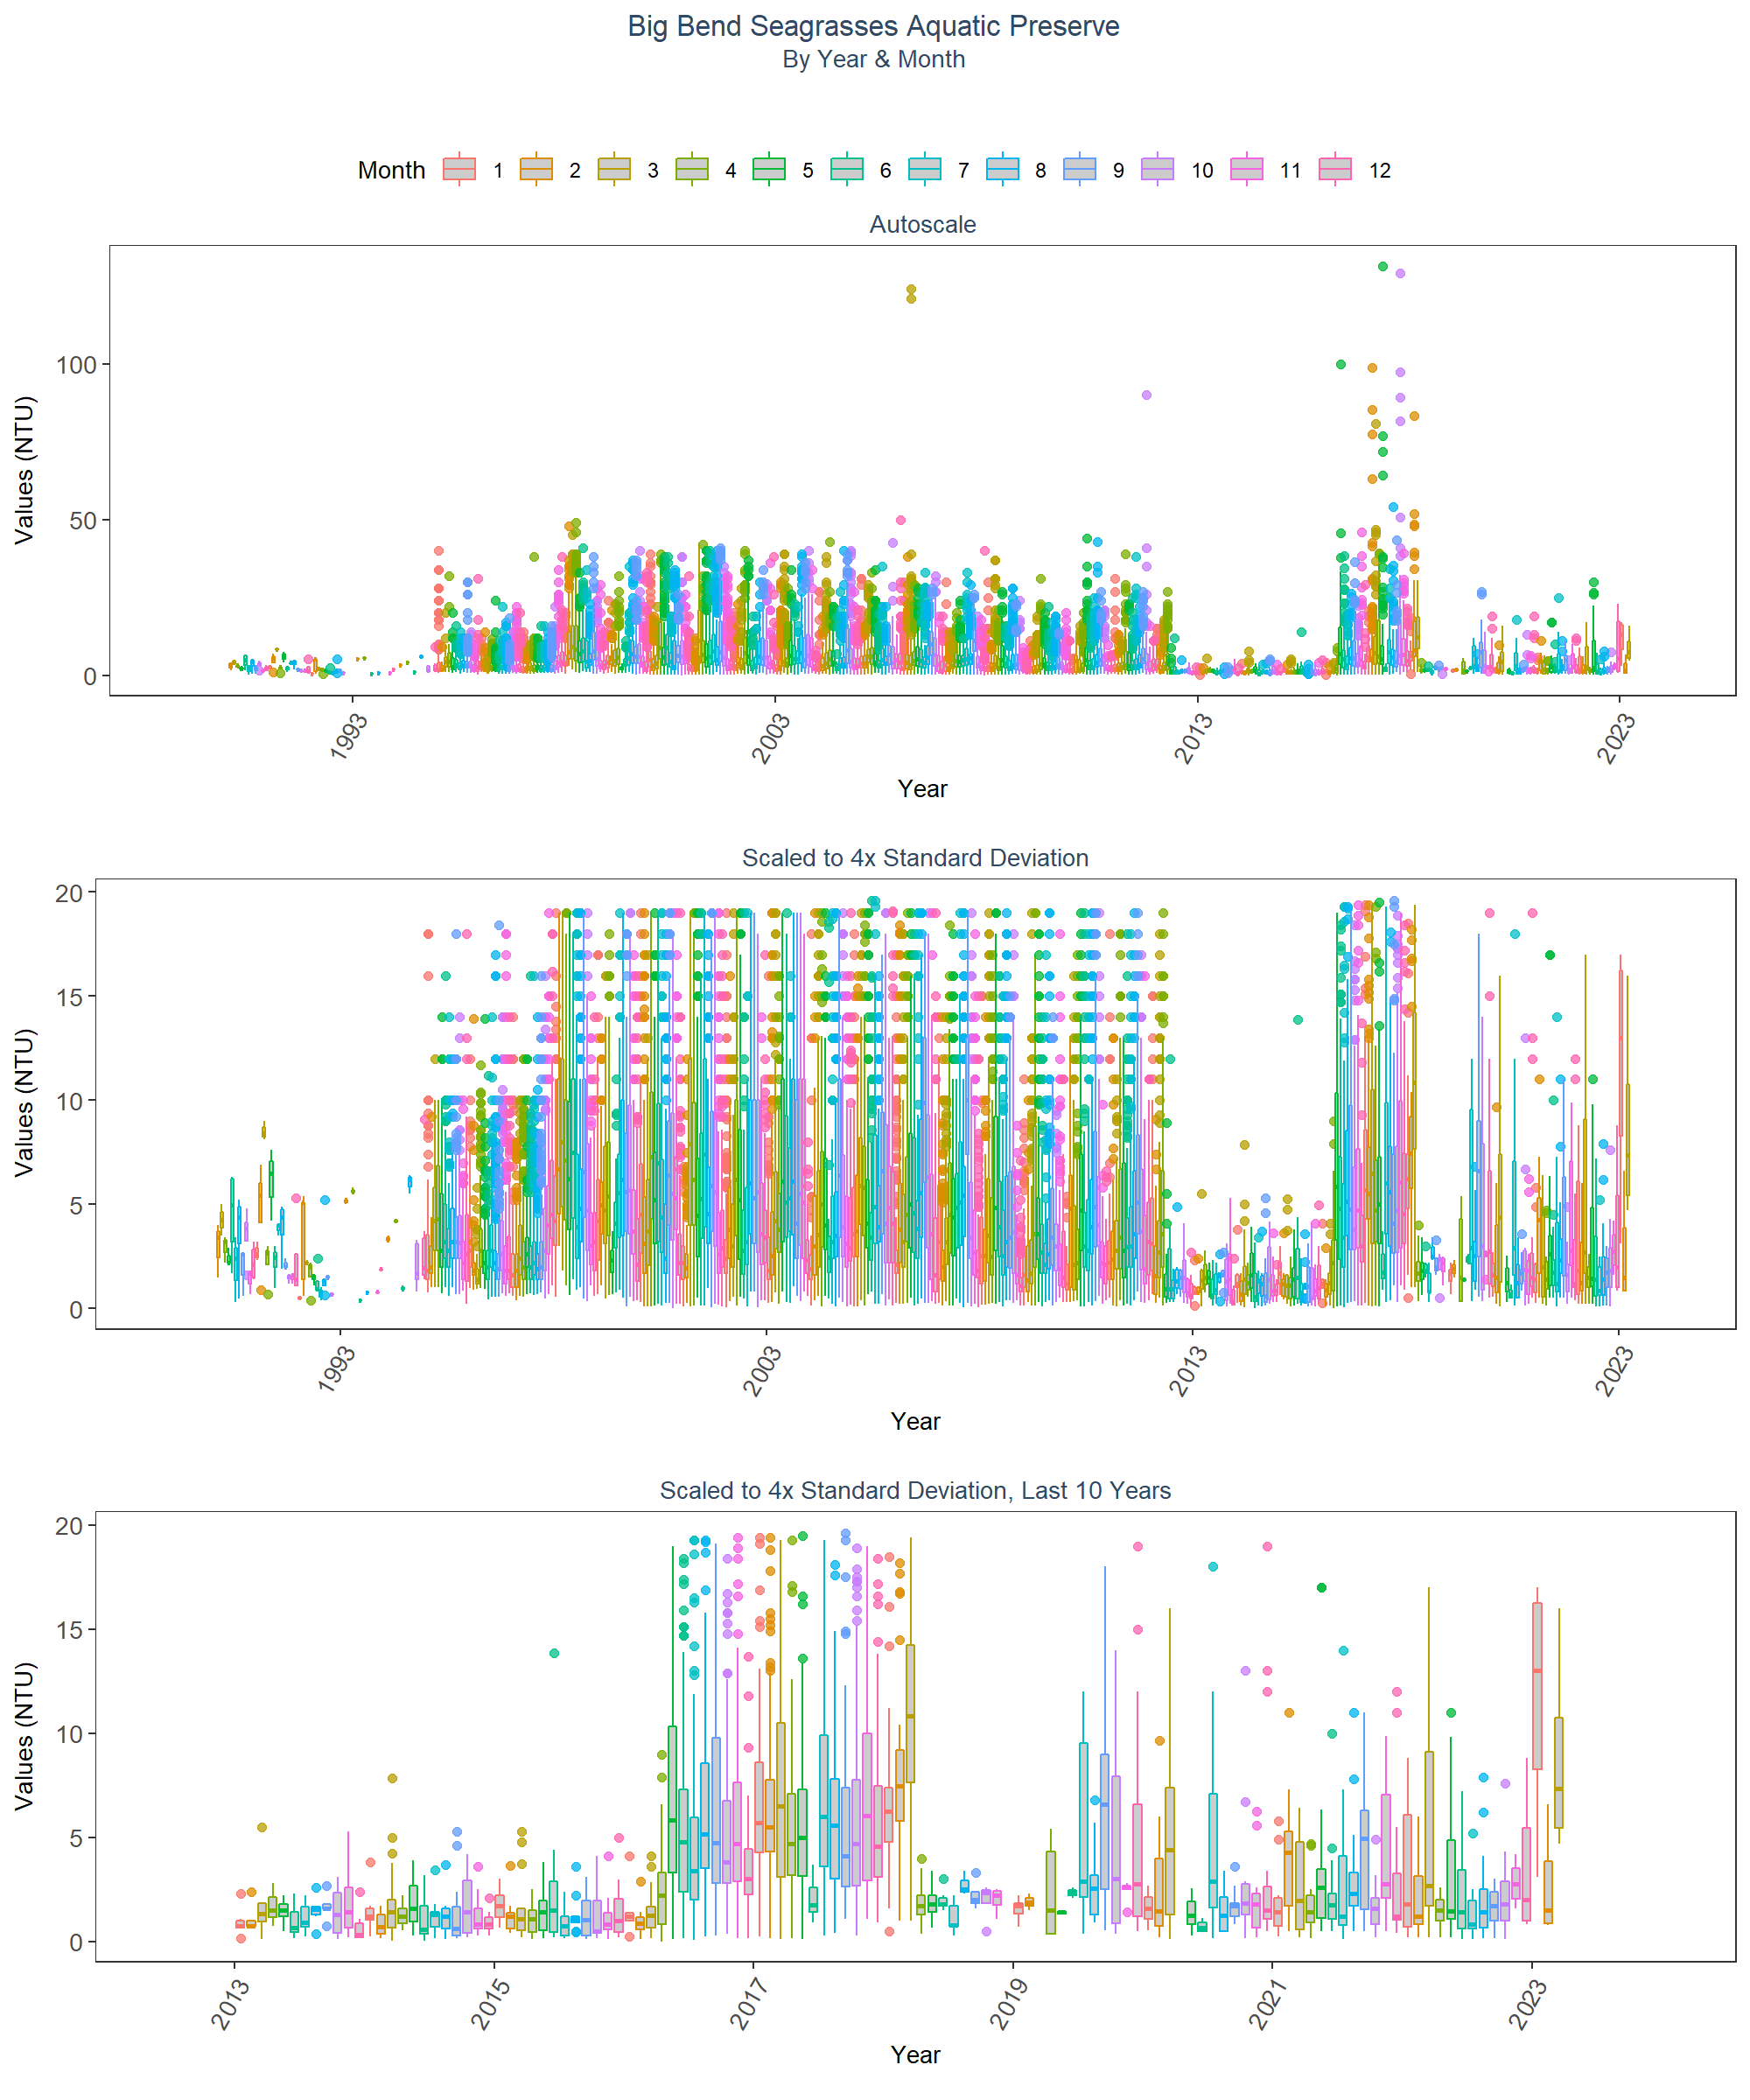 Big Bend Seagrasses Aquatic Preserve
By Year & Month
Month 1 2 3 4 5 6 7 8 9 10 11 12
Autoscale
Values (NTU)
100
50
0
1993 2003 2013 2023
Year
Scaled to 4x Standard Deviation
Values (NTU)
20
15
10
5
0
1993 2003 2013 2023
Year
Scaled to 4x Standard Deviation, Last 10 Years
Values (NTU)
20
15
10
5
0
2013 2015 2017 2019 2021 2023
Year